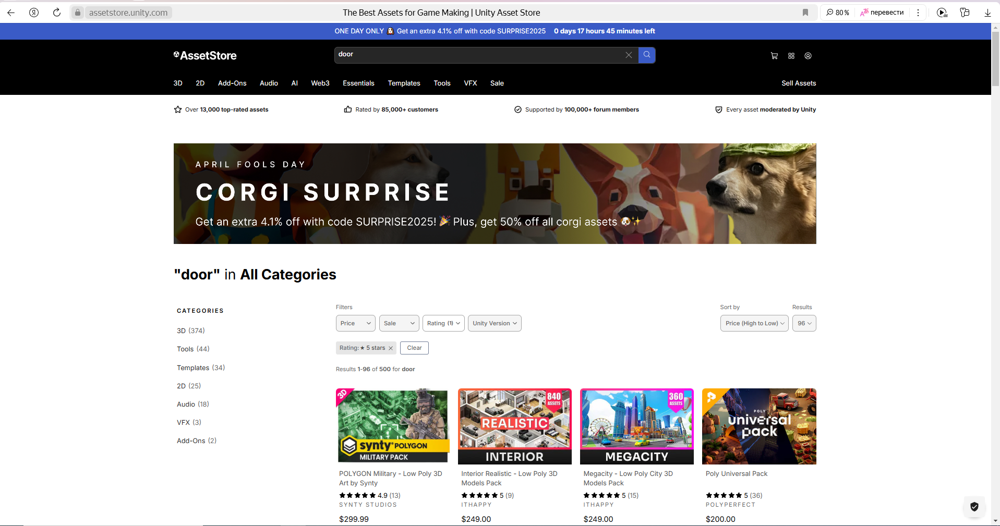 assetstore.unity.com
The Best Assets for Game Making | Unity Asset Store
80%
перевести
ONE DAY ONLY Get an extra 4.1% off with code SURPRISE2025 0 days 17 hours 45 minutes left
AssetStore
door
3D 2D Add-Ons Audio AI Web3 Essentials Templates Tools VFX Sale Sell Assets
Over 13,000 top-rated assets
Rated by 85,000+ customers
Supported by 100,000+ forum members
Every asset moderated by Unity
APRIL FOOLS DAY
CORGI SURPRISE
Get an extra 4.1% off with code SURPRISE2025! 🎉 Plus, get 50% off all corgi assets 🐶✨
"door" in All Categories
CATEGORIES
3D (374)
Tools (44)
Templates (34)
2D (25)
Audio (18)
VFX (3)
Add-Ons (2)
Filters
Price
Sale
Rating (1)
Unity Version
Sort by
Price (High to Low)
Results
96
Rating: ★ 5 stars
Clear
Results 1-96 of 500 for door
3D
synty POLYGON
MILITARY PACK
POLYGON Military - Low Poly 3D
Art by Synty
★★★★★ 4.9 (13)
SYNTY STUDIOS
$299.99
840
ASSETS
REALISTIC
INTERIOR
Interior Realistic - Low Poly 3D
Models Pack
★★★★★ 5 (9)
ITHAPPY
$249.00
360
ASSETS
MEGACITY
Megacity - Low Poly City 3D
Models Pack
★★★★★ 5 (15)
ITHAPPY
$249.00
POLY
universal
pack
Poly Universal Pack
★★★★★ 5 (36)
POLYPERFECT
$200.00